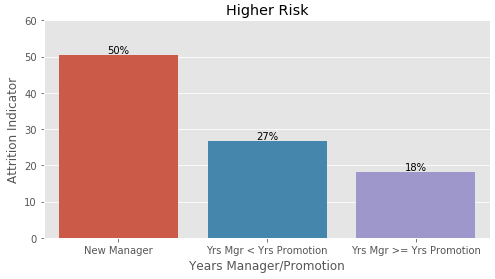 Higher Risk
60
50
40
30
20
10
0
Attrition Indicator
50%
27%
18%
New Manager
Yrs Mgr < Yrs Promotion
Yrs Mgr >= Yrs Promotion
Years Manager/Promotion